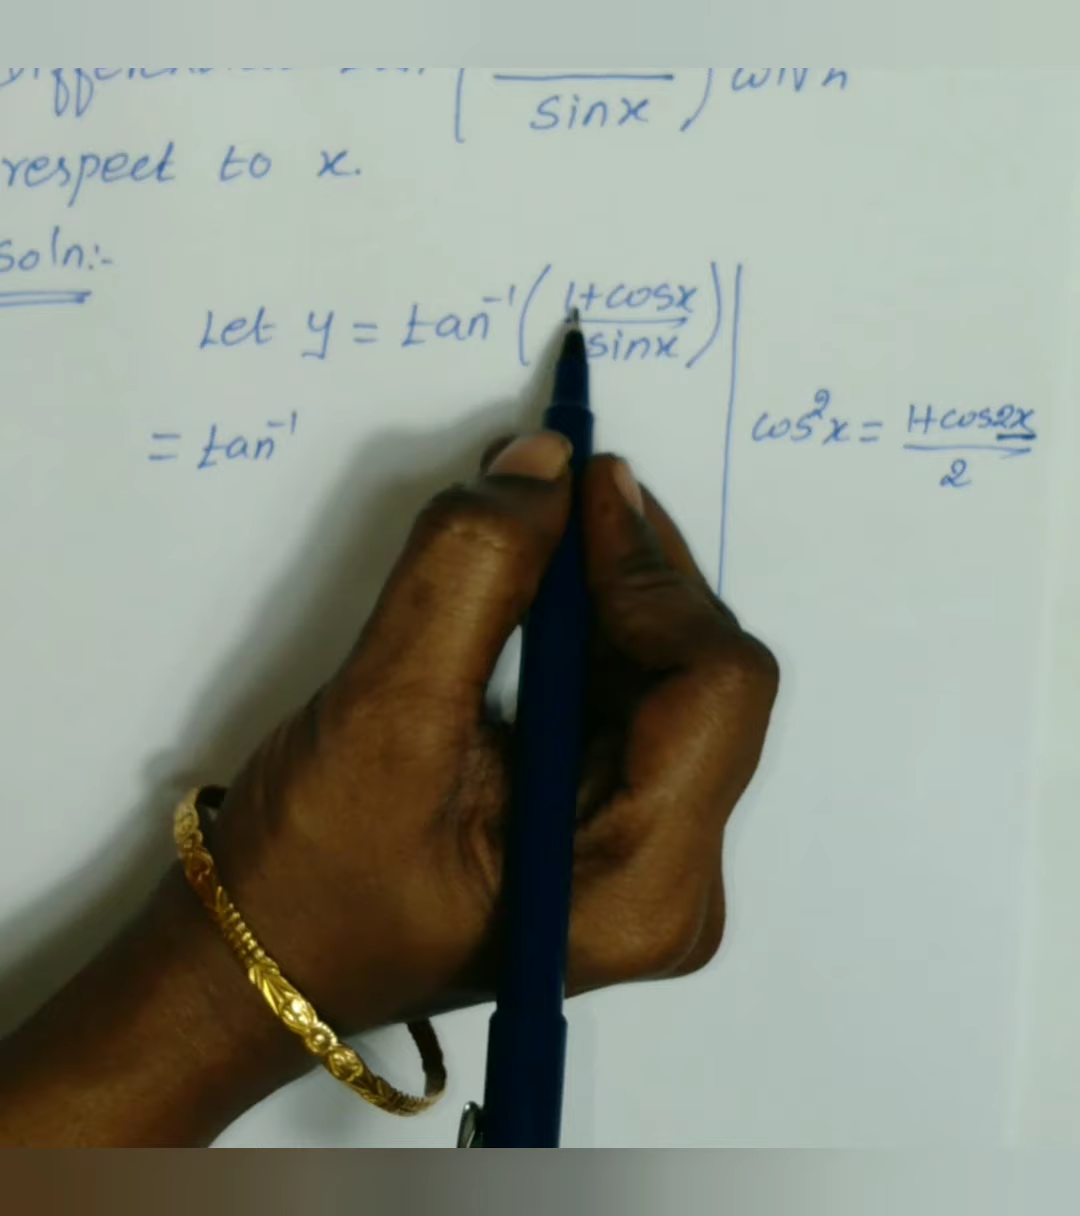 sinx ) with
respect to x.
Soln:-
Let y = tan⁻¹ ( 1+cosx / sinx )
= tan⁻¹
cos²x = 1+cos2x / 2